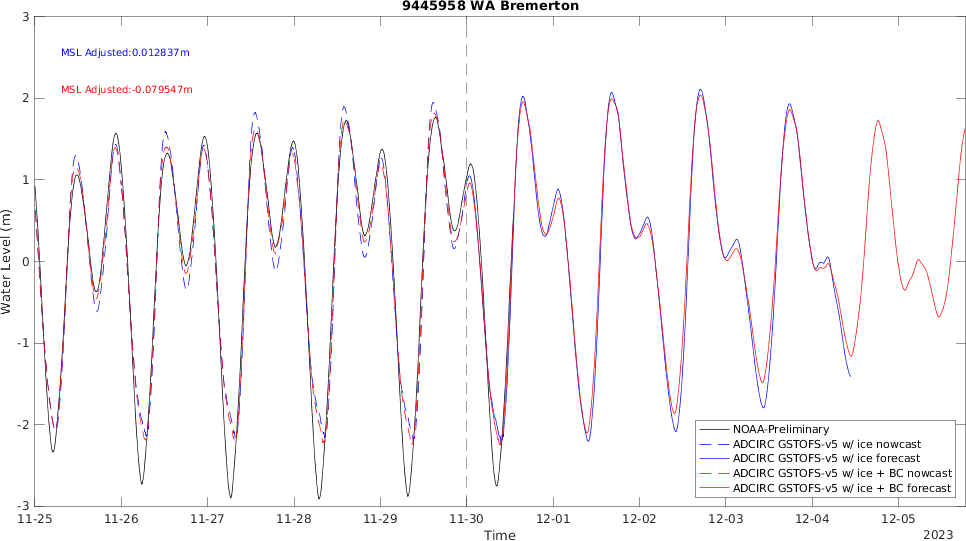 9445958 WA Bremerton
MSL Adjusted:0.012837m
MSL Adjusted:-0.079547m
Water Level (m)
3
2
1
0
-1
-2
-3
11-25 11-26 11-27 11-28 11-29 11-30 12-01 12-02 12-03 12-04 12-05
Time
2023
NOAA-Preliminary
ADCIRC GSTOFS-v5 w/ ice nowcast
ADCIRC GSTOFS-v5 w/ ice forecast
ADCIRC GSTOFS-v5 w/ ice + BC nowcast
ADCIRC GSTOFS-v5 w/ ice + BC forecast